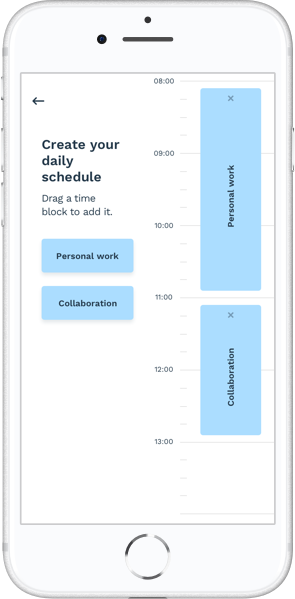 Create your
daily
schedule
Drag a time
block to add it.
Personal work
Collaboration
08:00
09:00
10:00
11:00
12:00
13:00
×
Personal work
×
Collaboration